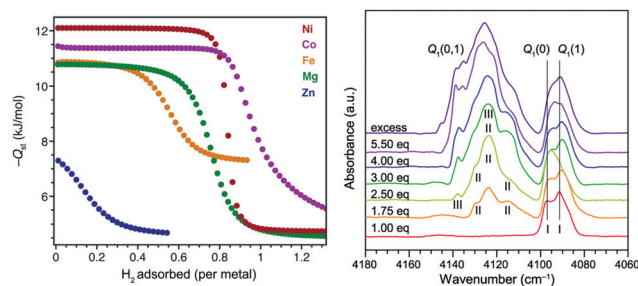 12
10
8
6
–Qst (kJ/mol)
Ni
Co
Fe
Mg
Zn
0.0 0.2 0.4 0.6 0.8 1.0 1.2
H2 adsorbed (per metal)
Absorbance (a.u.)
Q1(0,1) Q1(0) Q1(1)
excess
5.50 eq
4.00 eq
3.00 eq
2.50 eq
1.75 eq
1.00 eq
III
II
II II
II
III II II
I I
4180 4160 4140 4120 4100 4080 4060
Wavenumber (cm–1)